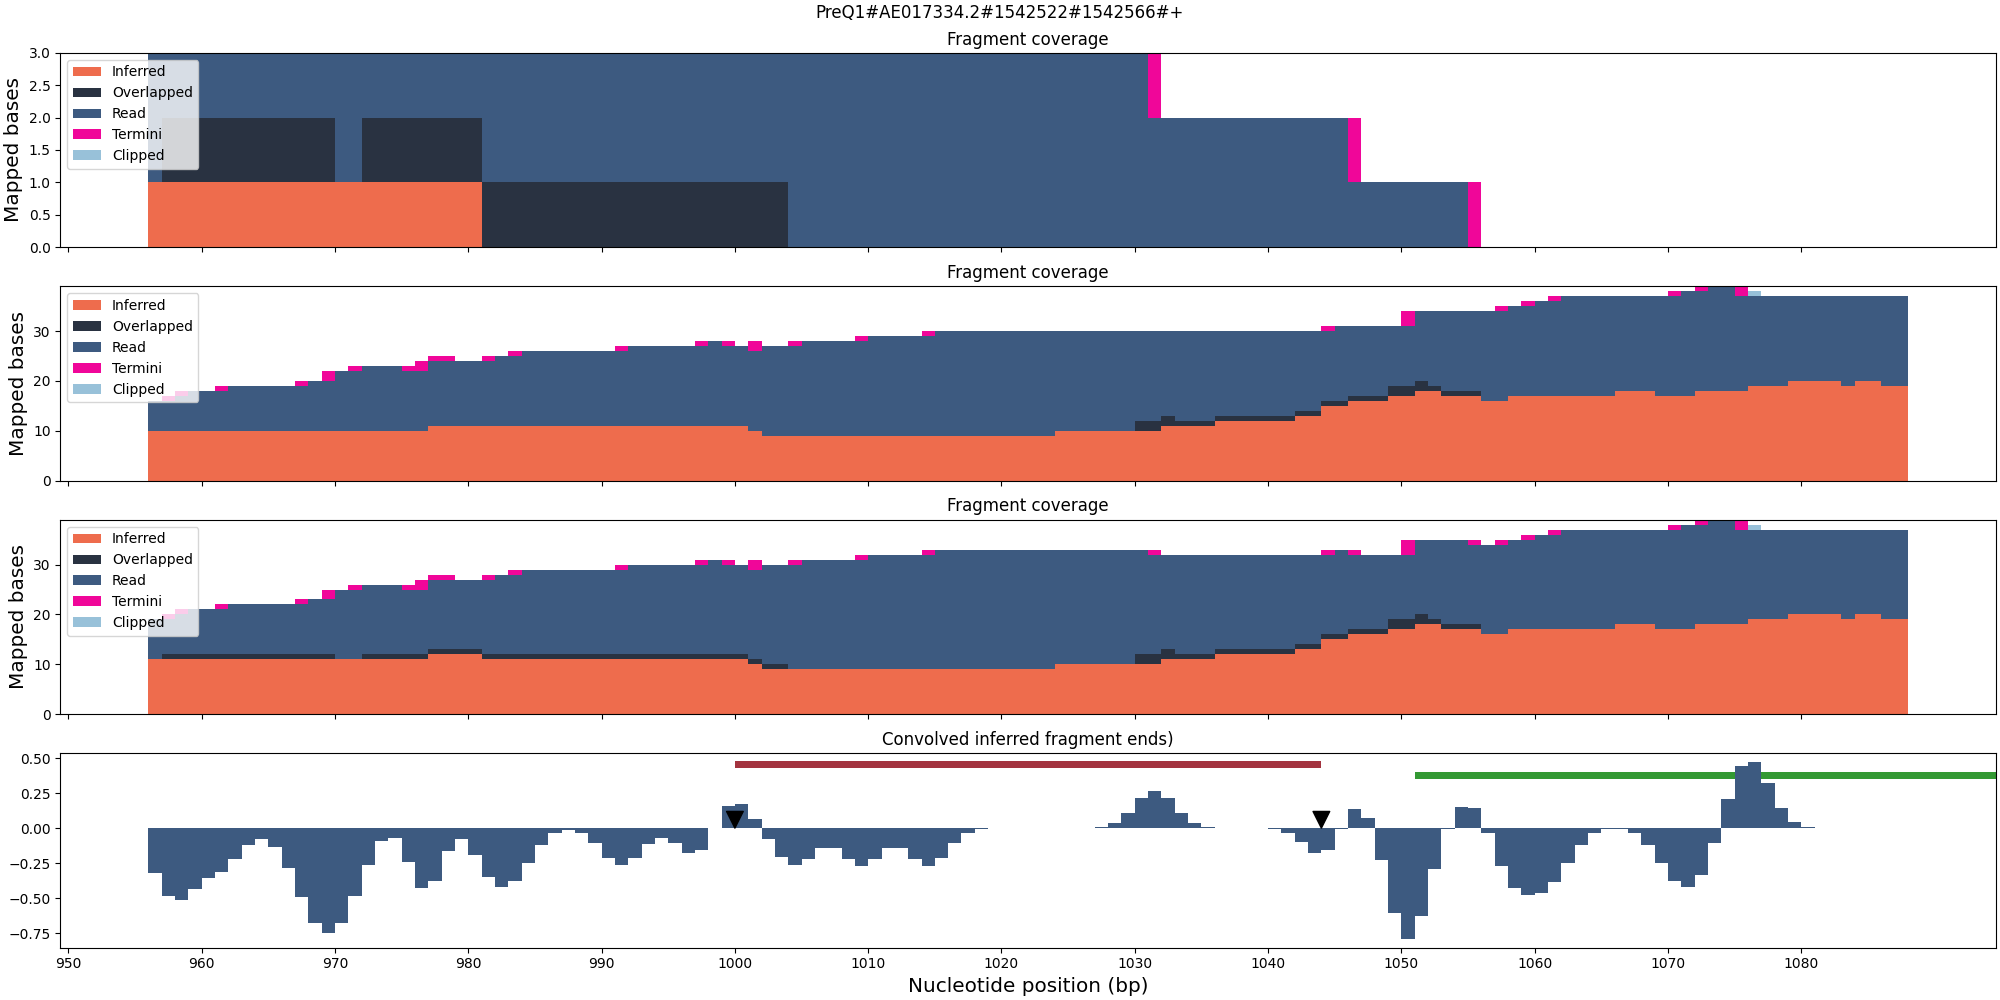 PreQ1#AE017334.2#1542522#1542566#+
Fragment coverage
Mapped bases
3.0
2.5
2.0
1.5
1.0
0.5
0.0
Inferred
Overlapped
Read
Termini
Clipped
Fragment coverage
Mapped bases
30
20
10
0
Inferred
Overlapped
Read
Termini
Clipped
Fragment coverage
Mapped bases
30
20
10
0
Inferred
Overlapped
Read
Termini
Clipped
Convolved inferred fragment ends)
0.50
0.25
0.00
−0.25
−0.50
−0.75
950 960 970 980 990 1000 1010 1020 1030 1040 1050 1060 1070 1080
Nucleotide position (bp)